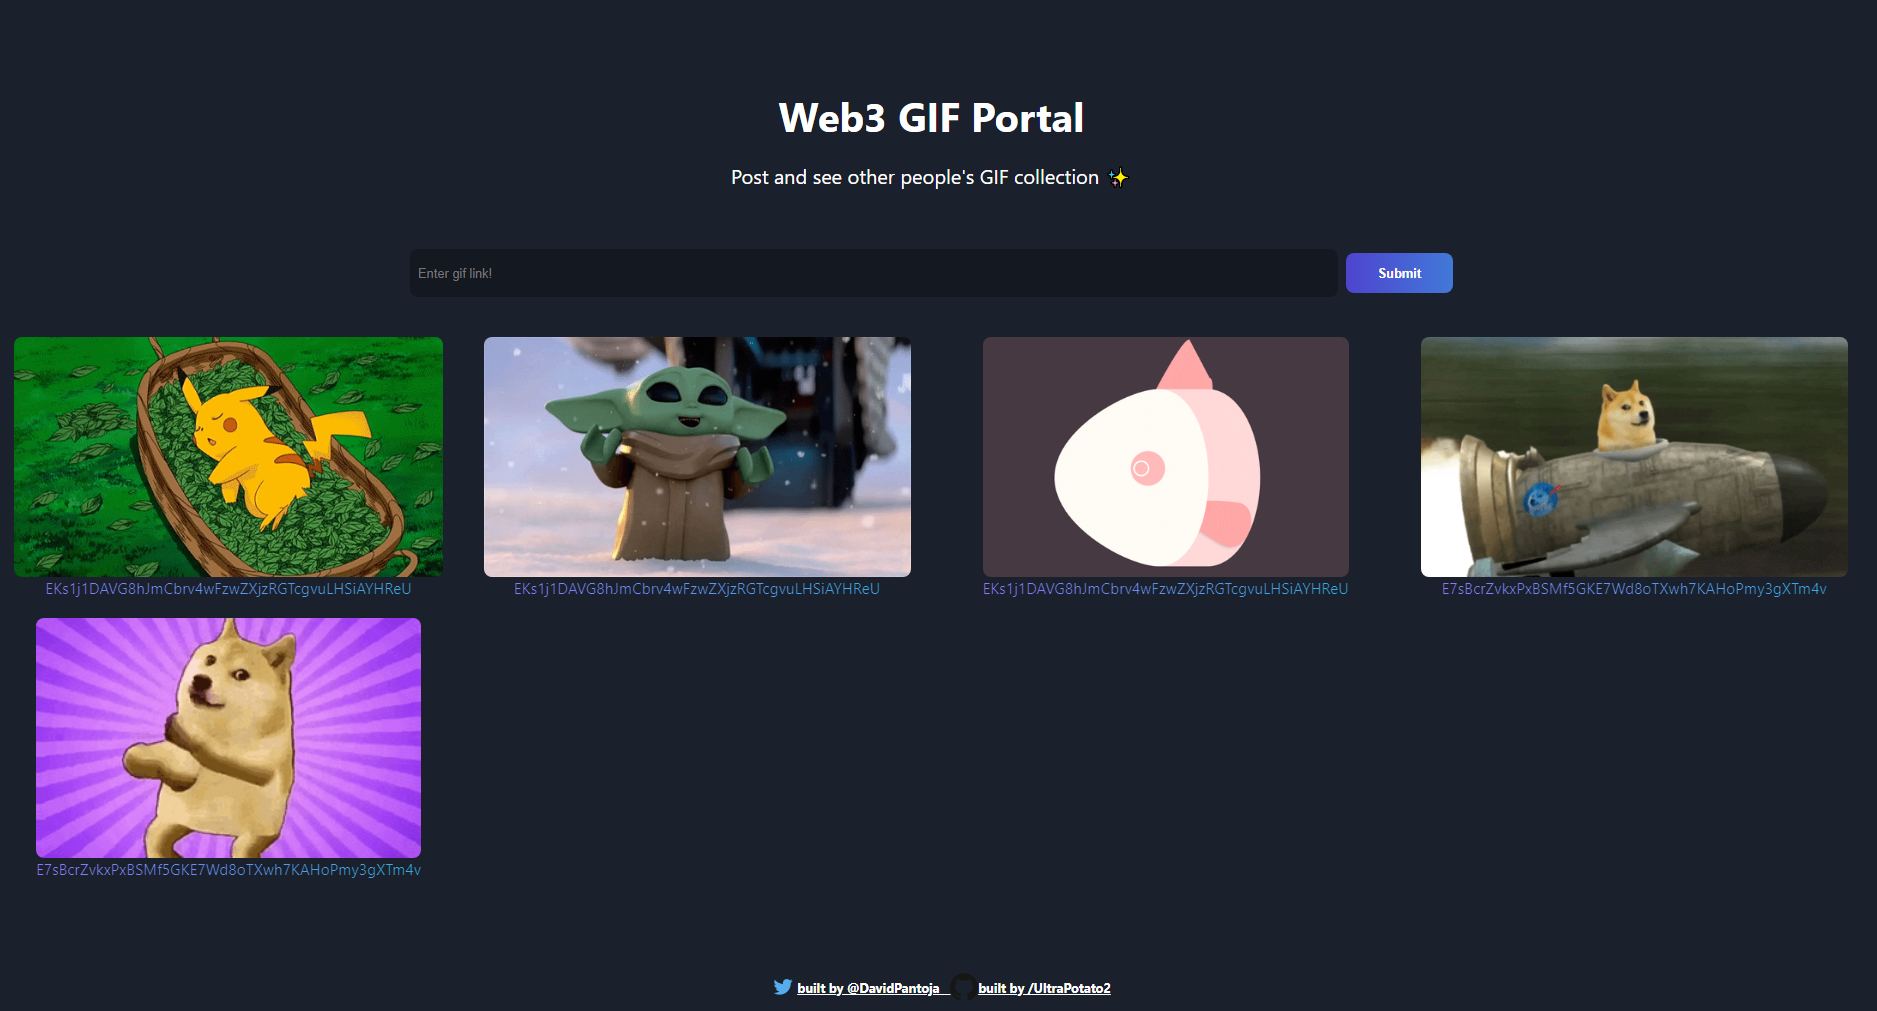 Web3 GIF Portal
Post and see other people's GIF collection ✨
Enter gif link!
Submit
EKs1j1DAVG8hJmCbrv4wFzwZXjzRGTcgvuLHSiAYHReU
EKs1j1DAVG8hJmCbrv4wFzwZXjzRGTcgvuLHSiAYHReU
EKs1j1DAVG8hJmCbrv4wFzwZXjzRGTcgvuLHSiAYHReU
E7sBcrZvkxPxBSMf5GKE7Wd8oTXwh7KAHoPmy3gXTm4v
E7sBcrZvkxPxBSMf5GKE7Wd8oTXwh7KAHoPmy3gXTm4v
built by @DavidPantoja
built by /UltraPotato2